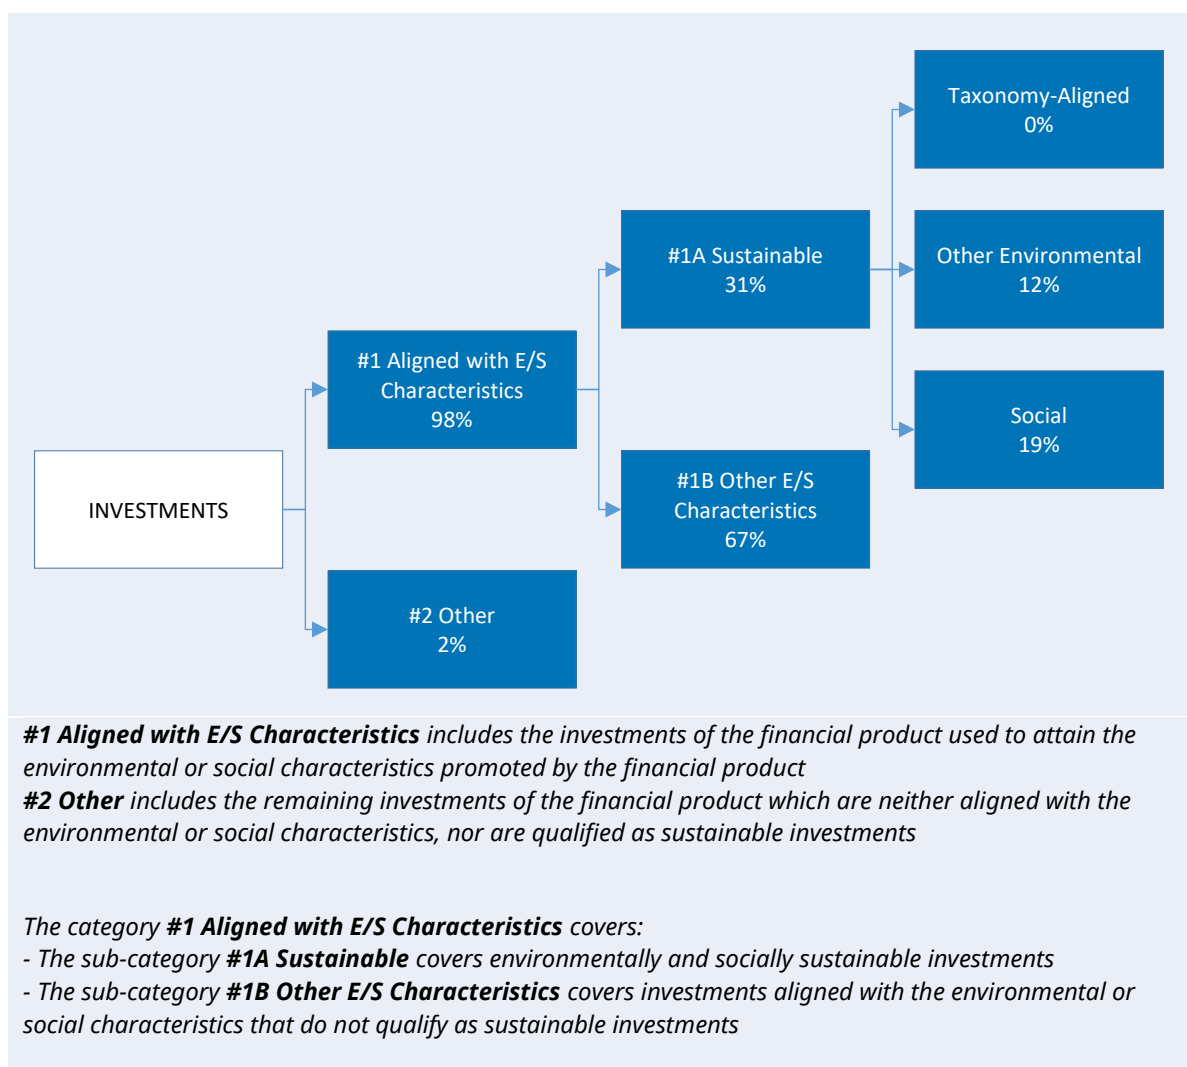 Taxonomy-Aligned
0%
#1A Sustainable
31%
Other Environmental
12%
#1 Aligned with E/S
Characteristics
98%
Social
19%
INVESTMENTS
#1B Other E/S
Characteristics
67%
#2 Other
2%
#1 Aligned with E/S Characteristics includes the investments of the financial product used to attain the
environmental or social characteristics promoted by the financial product
#2 Other includes the remaining investments of the financial product which are neither aligned with the
environmental or social characteristics, nor are qualified as sustainable investments
The category #1 Aligned with E/S Characteristics covers:
- The sub-category #1A Sustainable covers environmentally and socially sustainable investments
- The sub-category #1B Other E/S Characteristics covers investments aligned with the environmental or
social characteristics that do not qualify as sustainable investments